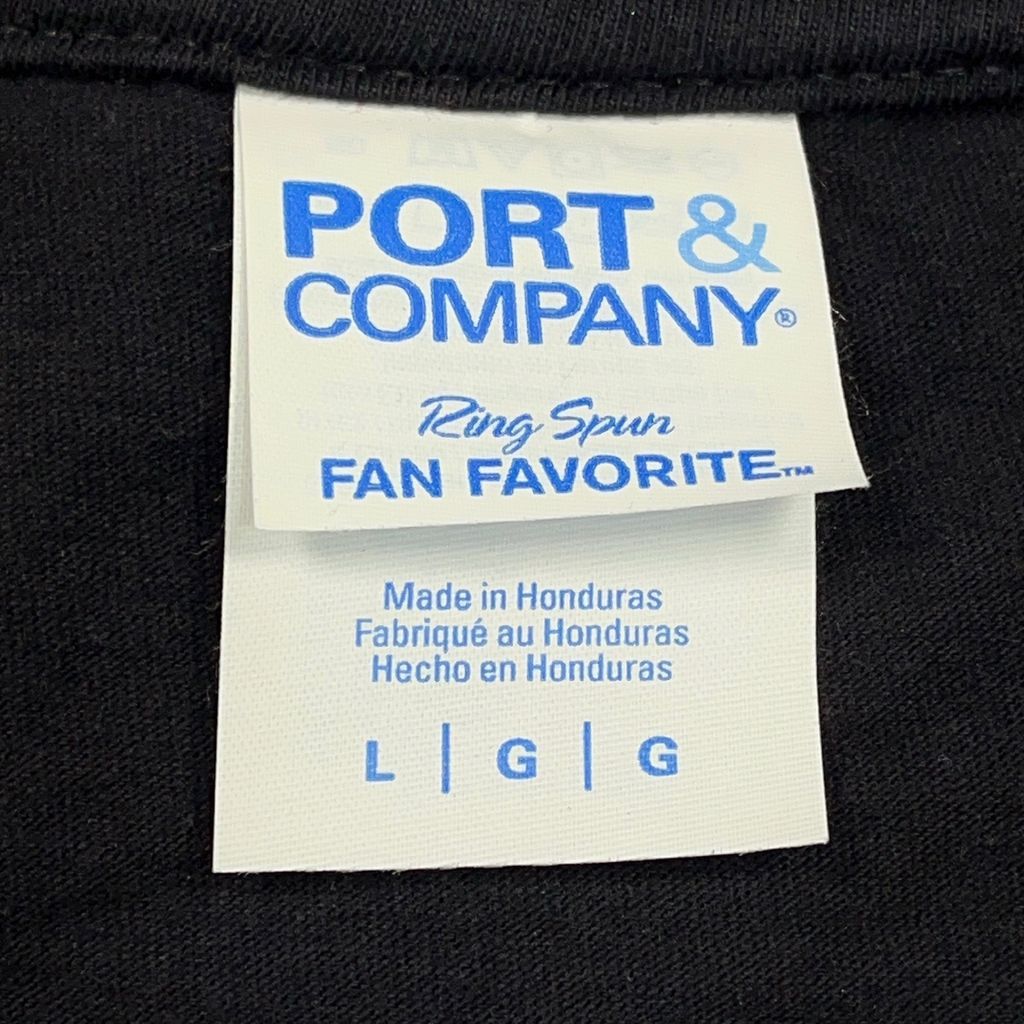 PORT &
COMPANY®
Ring Spun
FAN FAVORITE™
Made in Honduras
Fabriqué au Honduras
Hecho en Honduras
L | G | G